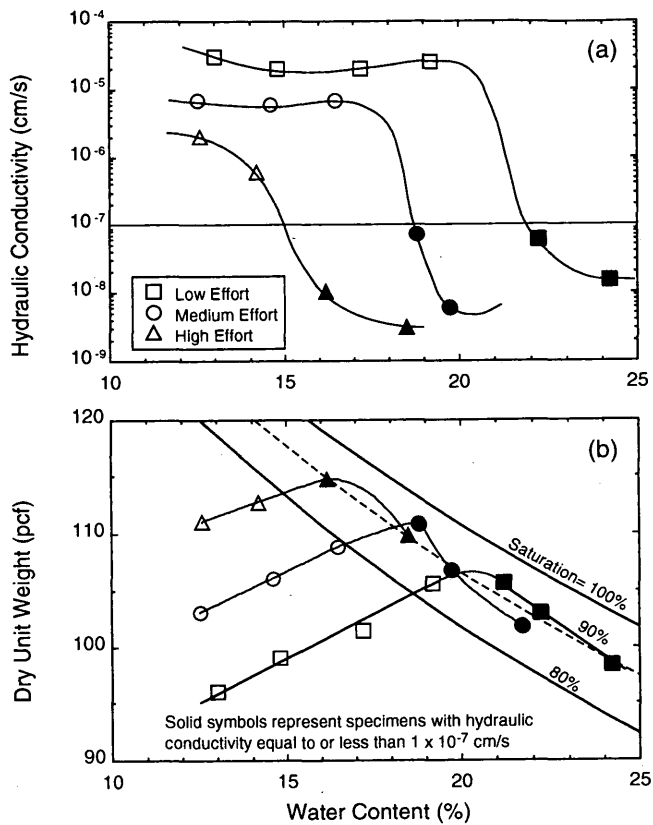 10⁻⁴
(a)
10⁻⁵
10⁻⁶
10⁻⁷
10⁻⁸
10⁻⁹
Hydraulic Conductivity (cm/s)
Low Effort
Medium Effort
High Effort
10 15 20 25
120
(b)
110
100
90
Dry Unit Weight (pcf)
Saturation= 100%
90%
80%
Solid symbols represent specimens with hydraulic
conductivity equal to or less than 1 x 10⁻⁷ cm/s
10 15 20 25
Water Content (%)